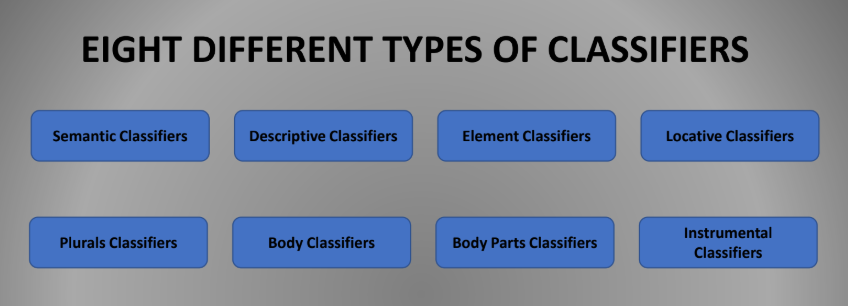 EIGHT DIFFERENT TYPES OF CLASSIFIERS
Semantic Classifiers
Descriptive Classifiers
Element Classifiers
Locative Classifiers
Plurals Classifiers
Body Classifiers
Body Parts Classifiers
Instrumental
Classifiers